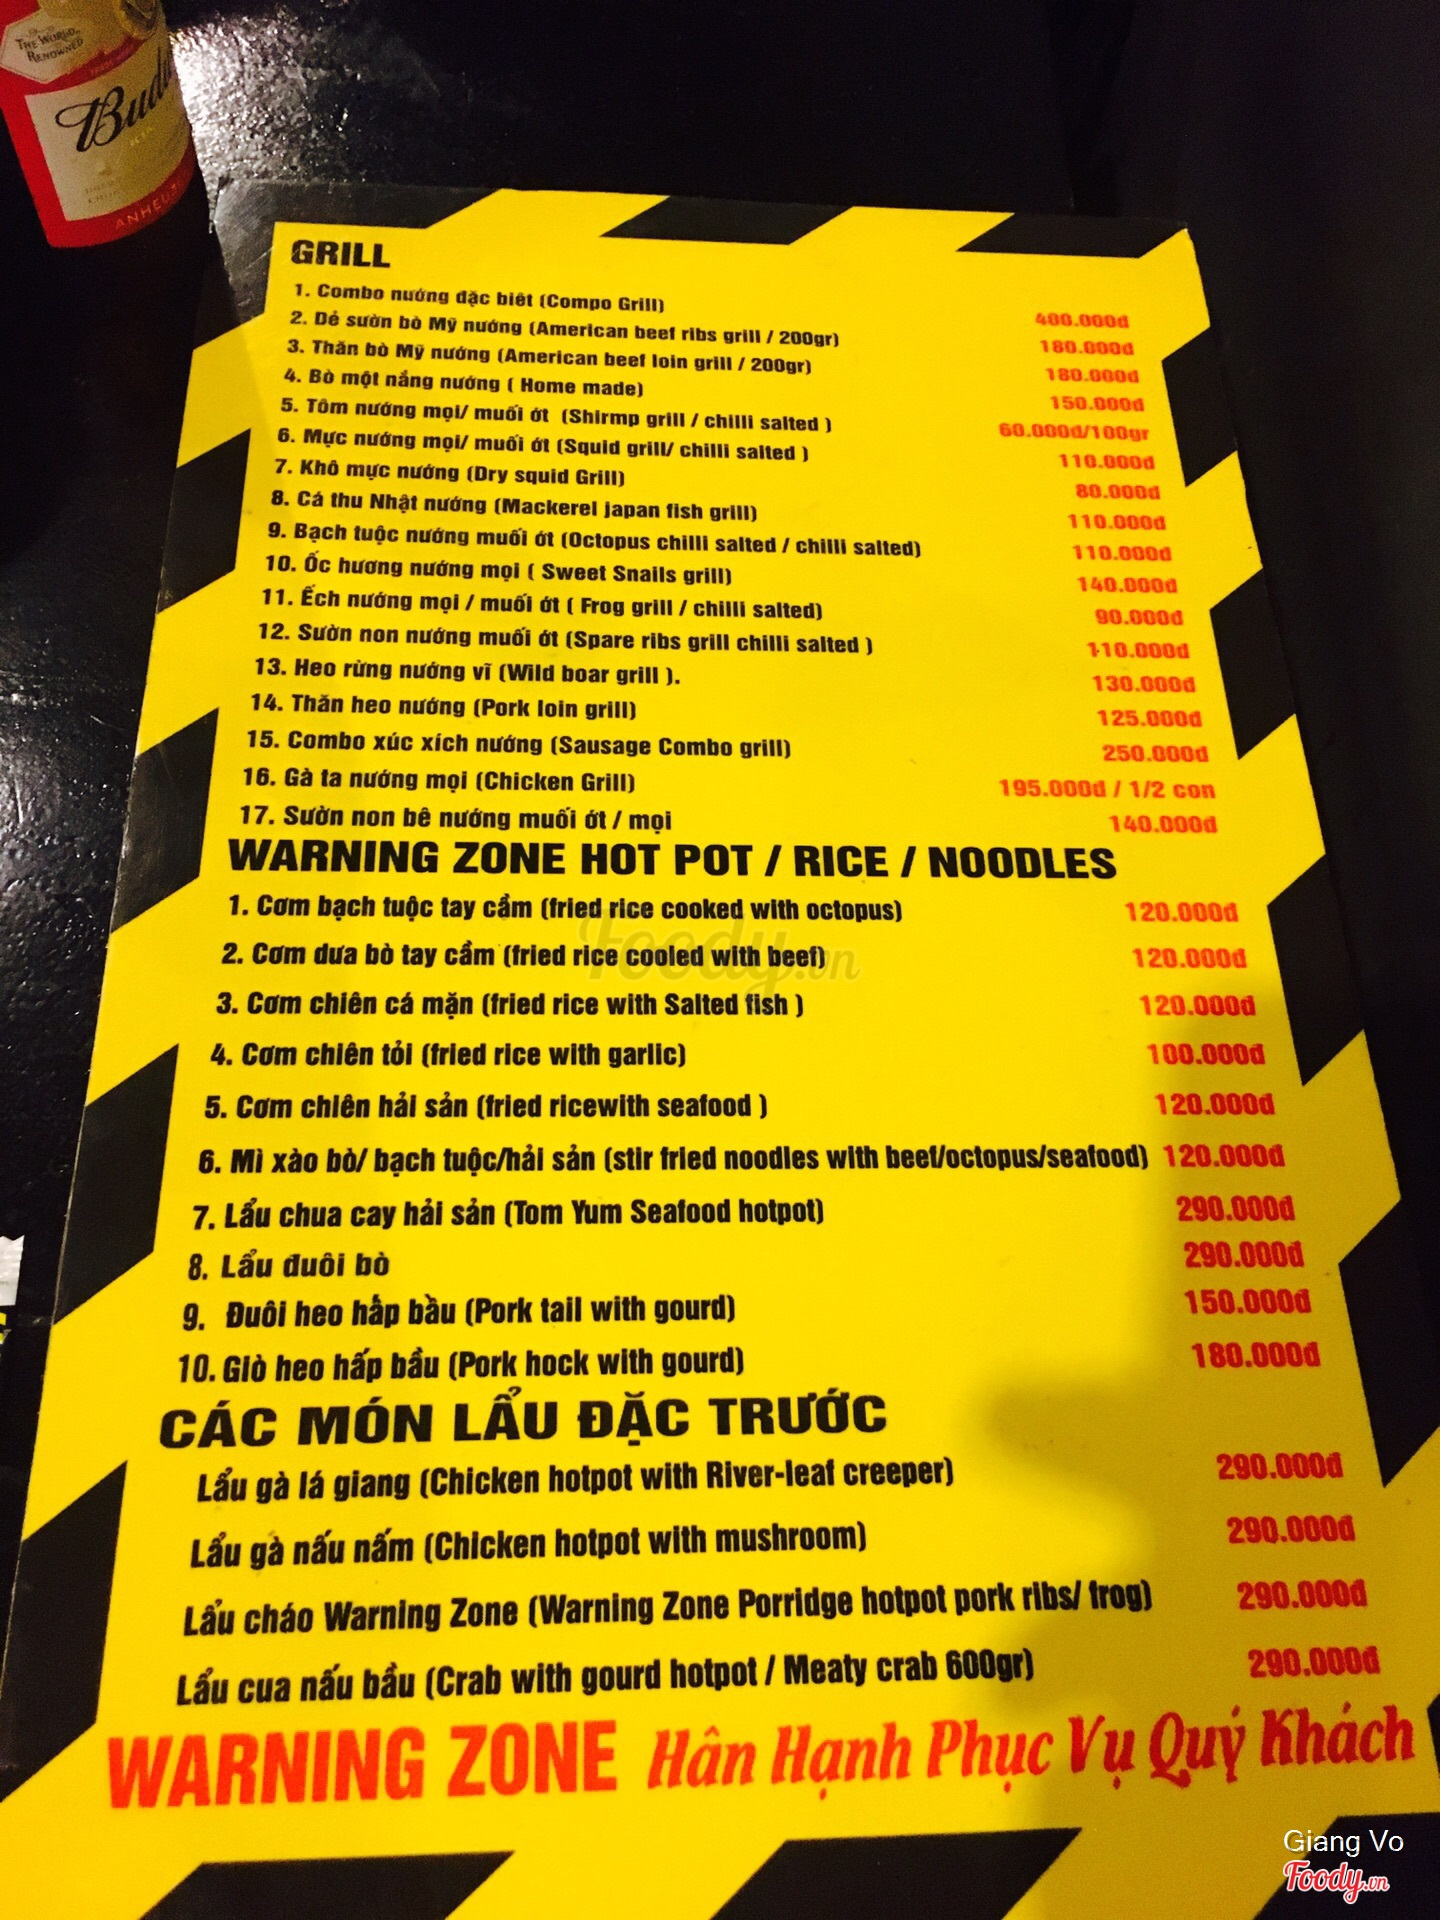 THE WORLD
RENOWNED
Bud
ANHEU
GRILL
1. Combo nướng đặc biêt (Compo Grill) 400.000đ
2. Dẻ sườn bò Mỹ nướng (American beef ribs grill / 200gr) 180.000đ
3. Thăn bò Mỹ nướng (American beef loin grill / 200gr) 180.000đ
4. Bò một nắng nướng ( Home made) 150.000đ
5. Tôm nướng mọi/ muối ớt (Shirmp grill / chilli salted ) 60.000đ/100gr
6. Mực nướng mọi/ muối ớt (Squid grill/ chilli salted ) 110.000đ
7. Khô mực nướng (Dry squid Grill) 80.000đ
8. Cá thu Nhật nướng (Mackerel japan fish grill) 110.000đ
9. Bạch tuộc nướng muối ớt (Octopus chilli salted / chilli salted) 110.000đ
10. Ốc hương nướng mọi ( Sweet Snails grill) 140.000đ
11. Ếch nướng mọi / muối ớt ( Frog grill / chilli salted) 90.000đ
12. Sườn non nướng muối ớt (Spare ribs grill chilli salted ) 110.000đ
13. Heo rừng nướng vĩ (Wild boar grill ). 130.000đ
14. Thăn heo nướng (Pork loin grill) 125.000đ
15. Combo xúc xích nướng (Sausage Combo grill) 250.000đ
16. Gà ta nướng mọi (Chicken Grill) 195.000đ / 1/2 con
17. Sườn non bê nướng muối ớt / mọi 140.000đ
WARNING ZONE HOT POT / RICE / NOODLES
1. Cơm bạch tuộc tay cầm (fried rice cooked with octopus) 120.000đ
2. Cơm dưa bò tay cầm (fried rice cooled with beef) 120.000đ
Foody.vn
3. Cơm chiên cá mặn (fried rice with Salted fish ) 120.000đ
4. Cơm chiên tỏi (fried rice with garlic) 100.000đ
5. Cơm chiên hải sản (fried ricewith seafood ) 120.000đ
6. Mì xào bò/ bạch tuộc/hải sản (stir fried noodles with beef/octopus/seafood) 120.000đ
7. Lẩu chua cay hải sản (Tom Yum Seafood hotpot) 290.000đ
8. Lẩu đuôi bò 290.000đ
9. Đuôi heo hấp bầu (Pork tail with gourd) 150.000đ
10. Giò heo hấp bầu (Pork hock with gourd) 180.000đ
CÁC MÓN LẨU ĐẶC TRƯỚC
Lẩu gà lá giang (Chicken hotpot with River-leaf creeper) 290.000đ
Lẩu gà nấu nấm (Chicken hotpot with mushroom) 290.000đ
Lẩu cháo Warning Zone (Warning Zone Porridge hotpot pork ribs/ frog) 290.000đ
Lẩu cua nấu bầu (Crab with gourd hotpot / Meaty crab 600gr) 290.000đ
WARNING ZONE Hân Hạnh Phục Vụ Quý Khách
Giang Vo
Foody.vn